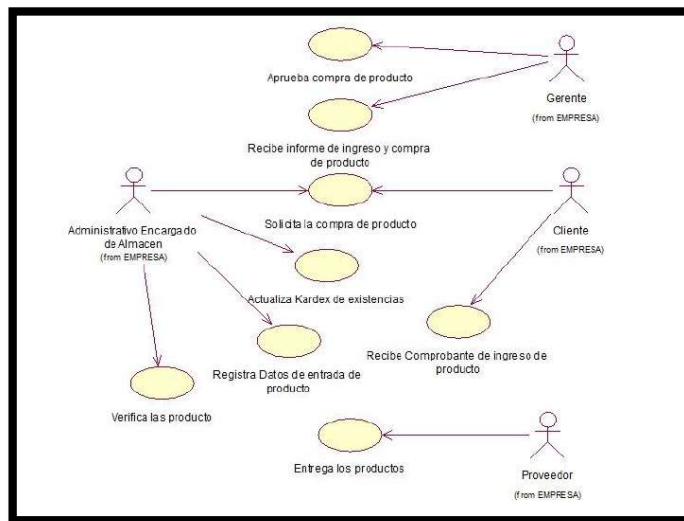 Aprueba compra de producto
Gerente
(from EMPRESA)
Recibe informe de ingreso y compra
de producto
Solicita la compra de producto
Administrativo Encargado
de Almacen
(from EMPRESA)
Cliente
(from EMPRESA)
Actualiza Kardex de existencias
Recibe Comprobante de ingreso de
producto
Registra Datos de entrada de
producto
Verifica las producto
Entrega los productos
Proveedor
(from EMPRESA)